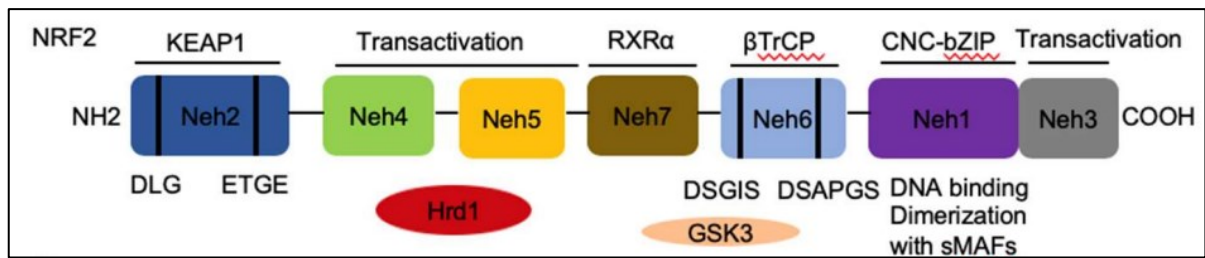 NRF2
KEAP1
Transactivation
RXRα
βTrCP
CNC-bZIP
Transactivation
NH2
Neh2
Neh4
Neh5
Neh7
Neh6
Neh1
Neh3
COOH
DLG
ETGE
Hrd1
DSGIS
DSAPGS
GSK3
DNA binding
Dimerization
with sMAFs